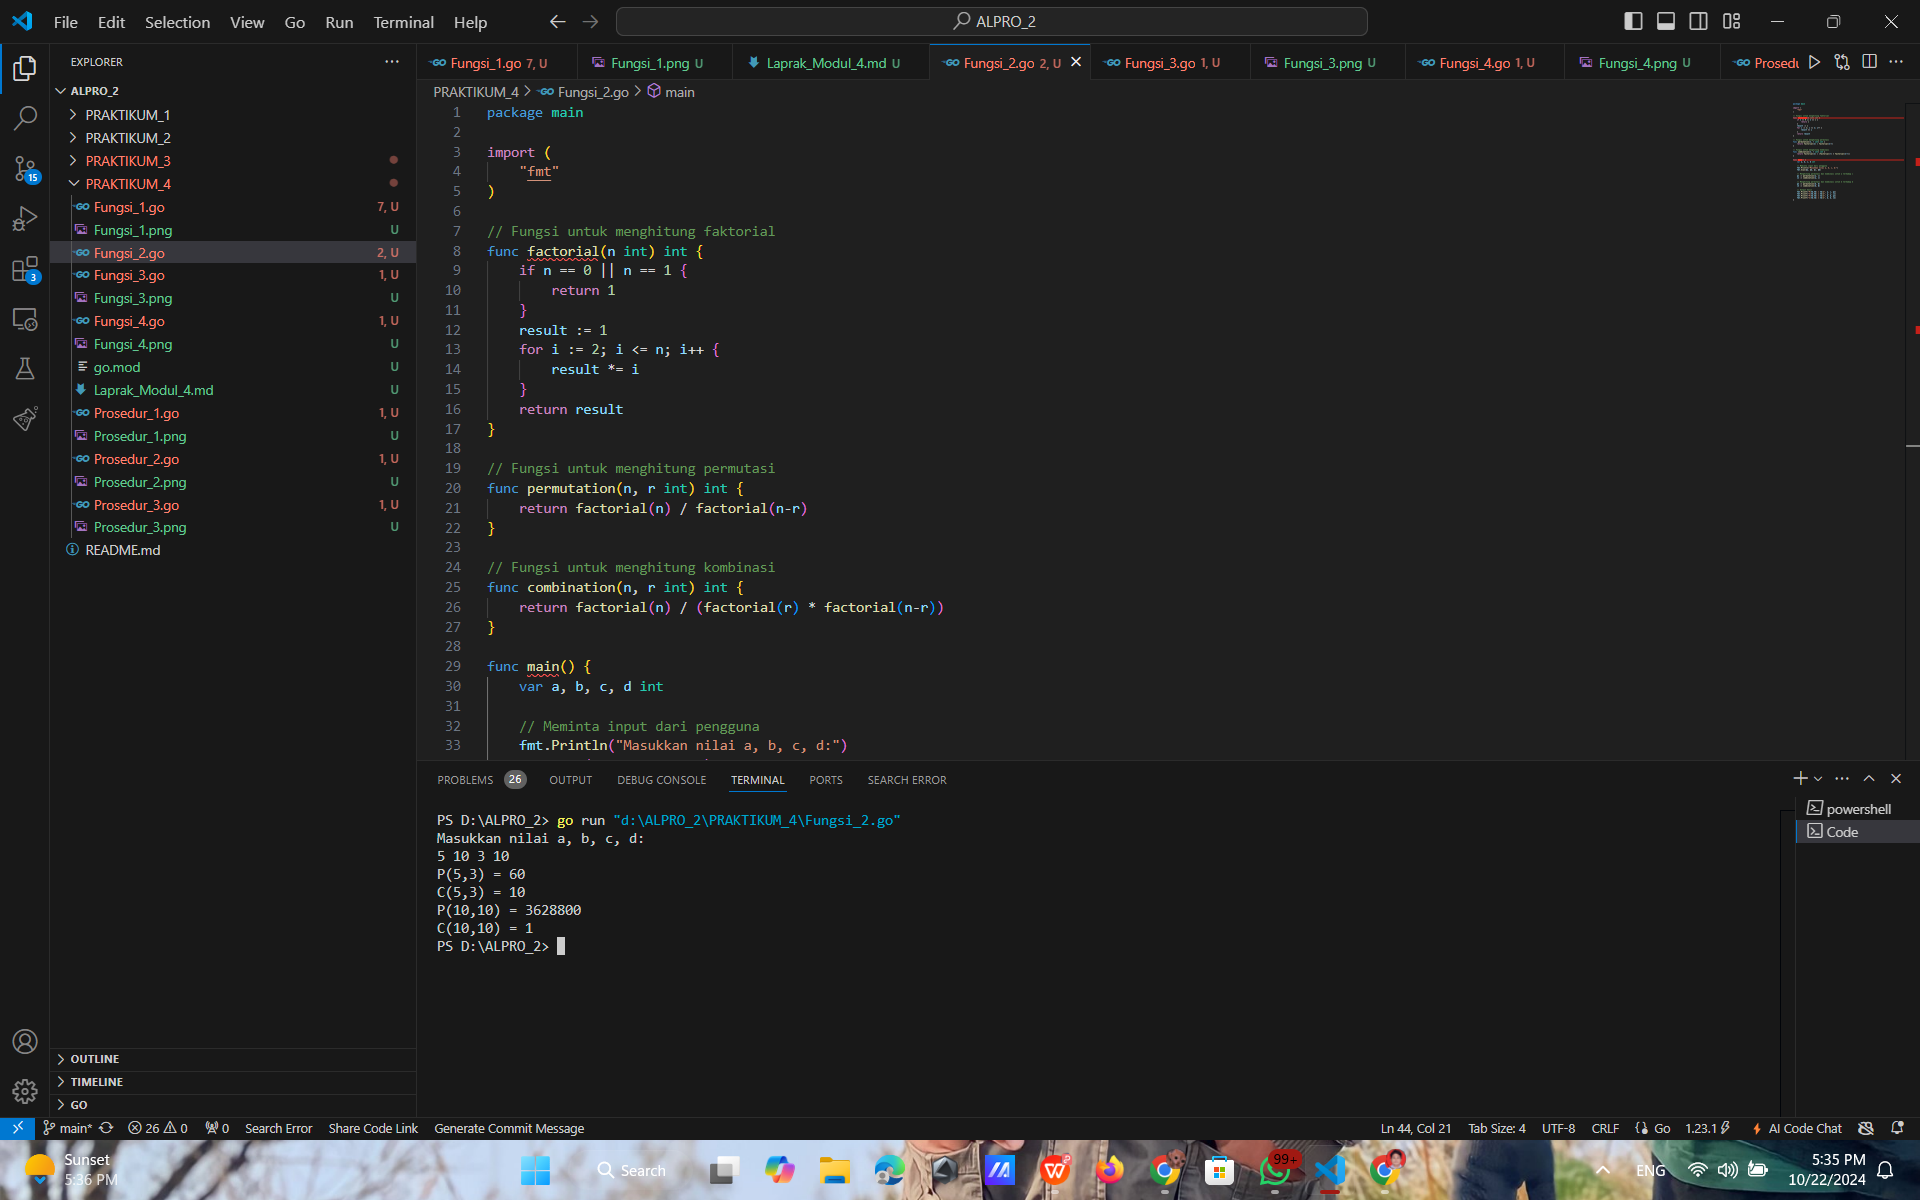 File Edit Selection View Go Run Terminal Help
ALPRO_2
EXPLORER
ALPRO_2
PRAKTIKUM_1
PRAKTIKUM_2
PRAKTIKUM_3
PRAKTIKUM_4
Fungsi_1.go 7, U
Fungsi_1.png U
Fungsi_2.go 2, U
Fungsi_3.go 1, U
Fungsi_3.png U
Fungsi_4.go 1, U
Fungsi_4.png U
go.mod U
Laprak_Modul_4.md U
Prosedur_1.go 1, U
Prosedur_1.png U
Prosedur_2.go 1, U
Prosedur_2.png U
Prosedur_3.go 1, U
Prosedur_3.png U
README.md
OUTLINE
TIMELINE
GO
15
3
Fungsi_1.go 7, U Fungsi_1.png U Laprak_Modul_4.md U Fungsi_2.go 2, U Fungsi_3.go 1, U Fungsi_3.png U Fungsi_4.go 1, U Fungsi_4.png U Prosedu
PRAKTIKUM_4 > Fungsi_2.go > main
1 package main
2
3 import (
4 "fmt"
5 )
6
7 // Fungsi untuk menghitung faktorial
8 func factorial(n int) int {
9 if n == 0 || n == 1 {
10 return 1
11 }
12 result := 1
13 for i := 2; i <= n; i++ {
14 result *= i
15 }
16 return result
17 }
18
19 // Fungsi untuk menghitung permutasi
20 func permutation(n, r int) int {
21 return factorial(n) / factorial(n-r)
22 }
23
24 // Fungsi untuk menghitung kombinasi
25 func combination(n, r int) int {
26 return factorial(n) / (factorial(r) * factorial(n-r))
27 }
28
29 func main() {
30 var a, b, c, d int
31
32 // Meminta input dari pengguna
33 fmt.Println("Masukkan nilai a, b, c, d:")
PROBLEMS 26 OUTPUT DEBUG CONSOLE TERMINAL PORTS SEARCH ERROR
PS D:\ALPRO_2> go run "d:\ALPRO_2\PRAKTIKUM_4\Fungsi_2.go"
Masukkan nilai a, b, c, d:
5 10 3 10
P(5,3) = 60
C(5,3) = 10
P(10,10) = 3628800
C(10,10) = 1
PS D:\ALPRO_2>
powershell
Code
main* 26 0 0 Search Error Share Code Link Generate Commit Message Ln 44, Col 21 Tab Size: 4 UTF-8 CRLF Go 1.23.1 AI Code Chat
Sunset
5:36 PM
Search
99+
ENG
5:35 PM
10/22/2024